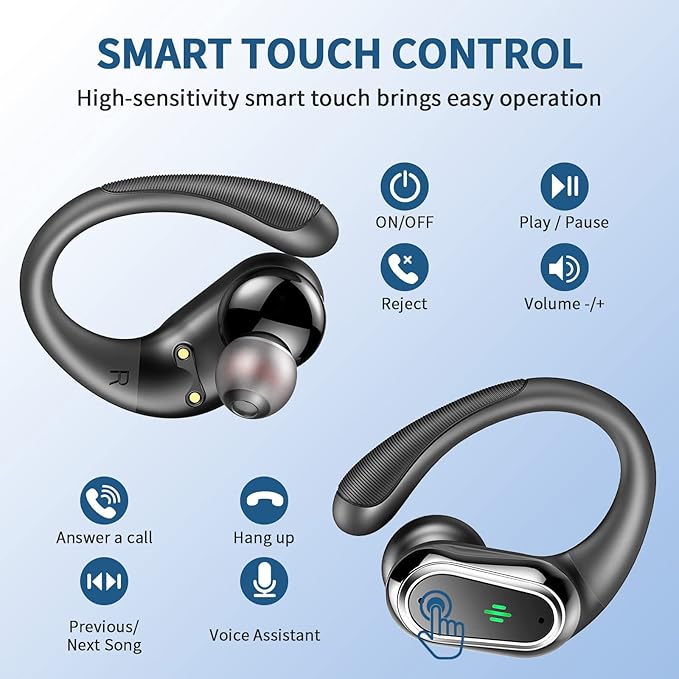 SMART TOUCH CONTROL
High-sensitivity smart touch brings easy operation
ON/OFF
Play / Pause
Reject
Volume -/+
R
Answer a call
Hang up
Previous/
Next Song
Voice Assistant